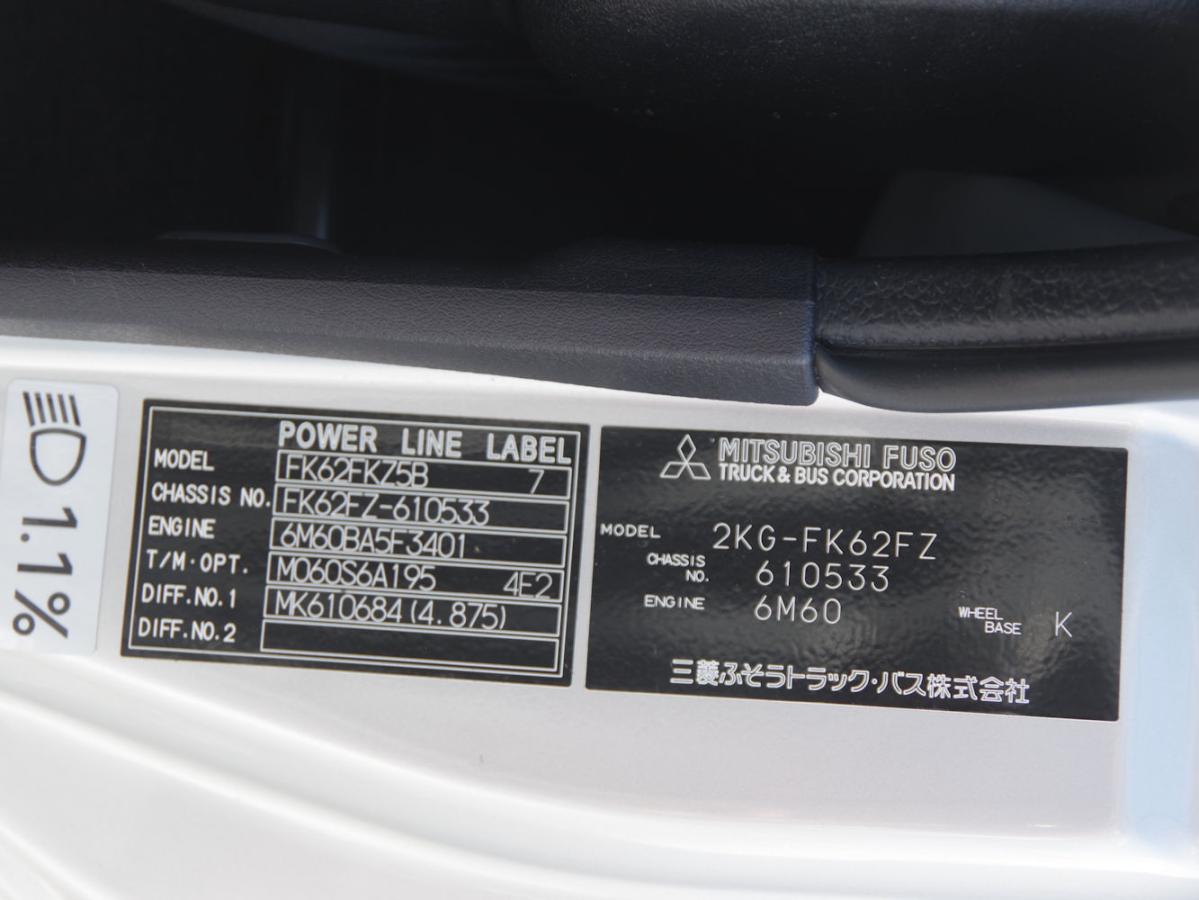 1.1%
POWER LINE LABEL
MODEL FK62FKZ5B 7
CHASSIS NO. FK62FZ-610533
ENGINE 6M60BA5F3401
T/M·OPT. M060S6A195 4E2
DIFF.NO.1 MK610684(4.875)
DIFF.NO.2
MITSUBISHI FUSO
TRUCK & BUS CORPORATION
MODEL 2KG-FK62FZ
CHASSIS NO. 610533
ENGINE 6M60 WHEEL BASE K
三菱ふそうトラック・バス株式会社